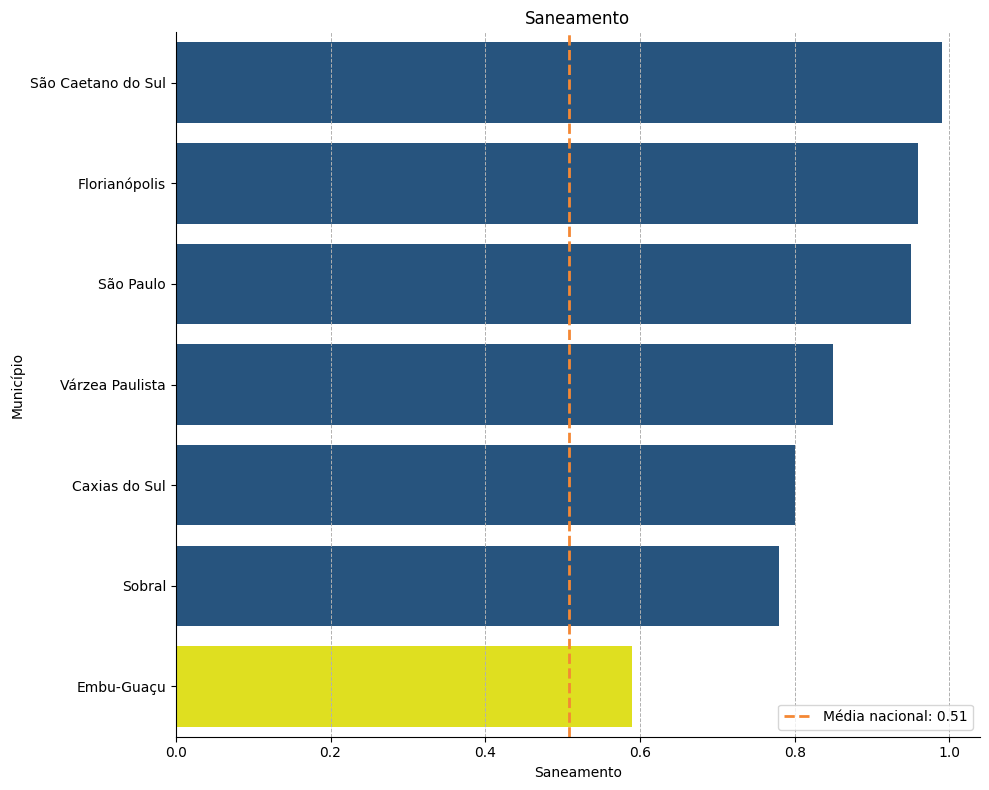 Saneamento
São Caetano do Sul
Florianópolis
São Paulo
Várzea Paulista
Caxias do Sul
Sobral
Embu-Guaçu
Município
Média nacional: 0.51
0.0 0.2 0.4 0.6 0.8 1.0
Saneamento